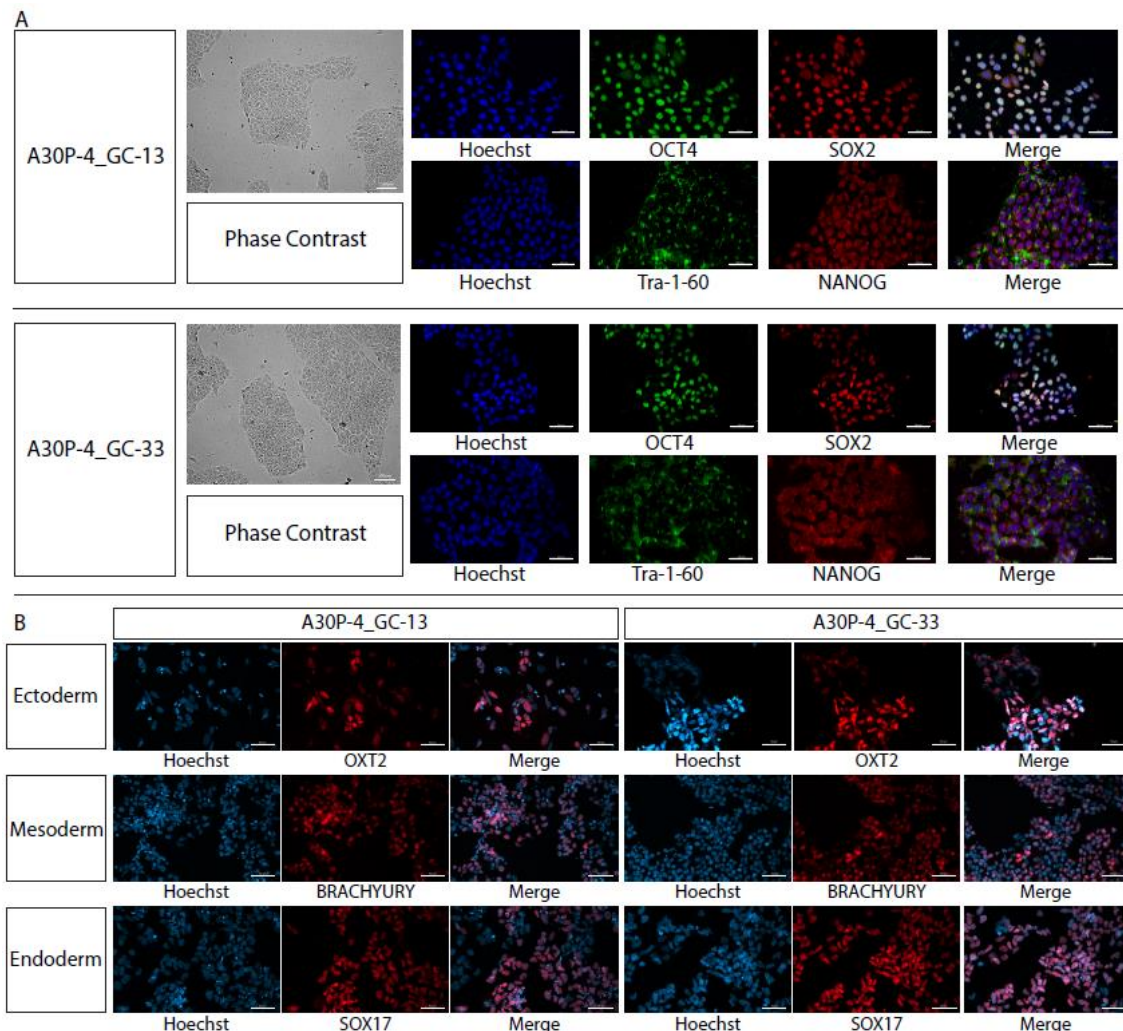 A
A30P-4_GC-13
Phase Contrast
Hoechst OCT4 SOX2 Merge
Hoechst Tra-1-60 NANOG Merge
A30P-4_GC-33
Phase Contrast
Hoechst OCT4 SOX2 Merge
Hoechst Tra-1-60 NANOG Merge
B
A30P-4_GC-13 A30P-4_GC-33
Ectoderm
Hoechst OXT2 Merge Hoechst OXT2 Merge
Mesoderm
Hoechst BRACHYURY Merge Hoechst BRACHYURY Merge
Endoderm
Hoechst SOX17 Merge Hoechst SOX17 Merge